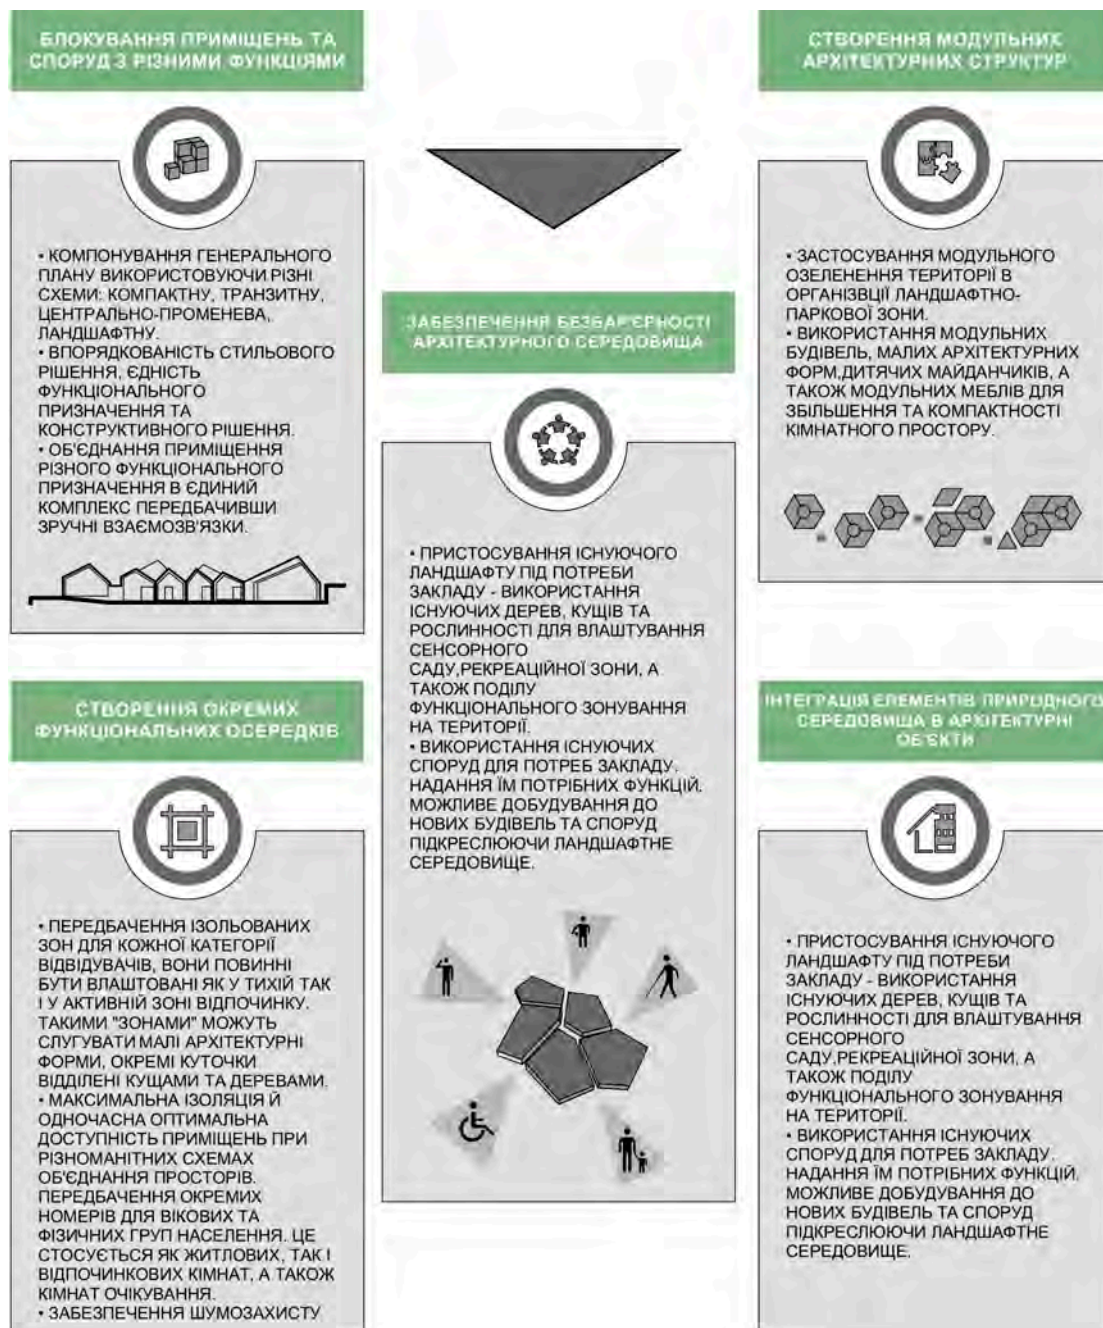 БЛОКУВАННЯ ПРИМІЩЕНЬ ТА
СПОРУД З РІЗНИМИ ФУНКЦІЯМИ
• КОМПОНУВАННЯ ГЕНЕРАЛЬНОГО
ПЛАНУ ВИКОРИСТОВУЮЧИ РІЗНІ
СХЕМИ: КОМПАКТНУ, ТРАНЗИТНУ,
ЦЕНТРАЛЬНО-ПРОМЕНЕВА,
ЛАНДШАФТНУ.
• ВПОРЯДКОВАНІСТЬ СТИЛЬОВОГО
РІШЕННЯ, ЄДНІСТЬ
ФУНКЦІОНАЛЬНОГО
ПРИЗНАЧЕННЯ ТА
КОНСТРУКТИВНОГО РІШЕННЯ.
• ОБ'ЄДНАННЯ ПРИМІЩЕННЯ
РІЗНОГО ФУНКЦІОНАЛЬНОГО
ПРИЗНАЧЕННЯ В ЄДИНИЙ
КОМПЛЕКС ПЕРЕДБАЧИВШИ
ЗРУЧНІ ВЗАЄМОЗВ'ЯЗКИ.
СТВОРЕННЯ ОКРЕМИХ
ФУНКЦІОНАЛЬНИХ ОСЕРЕДКІВ
• ПЕРЕДБАЧЕННЯ ІЗОЛЬОВАНИХ
ЗОН ДЛЯ КОЖНОЇ КАТЕГОРІЇ
ВІДВІДУВАЧІВ, ВОНИ ПОВИННІ
БУТИ ВЛАШТОВАНІ ЯК У ТИХІЙ ТАК
І У АКТИВНІЙ ЗОНІ ВІДПОЧИНКУ.
ТАКИМИ "ЗОНАМИ" МОЖУТЬ
СЛУГУВАТИ МАЛІ АРХІТЕКТУРНІ
ФОРМИ, ОКРЕМІ КУТОЧКИ
ВІДДІЛЕНІ КУЩАМИ ТА ДЕРЕВАМИ.
• МАКСИМАЛЬНА ІЗОЛЯЦІЯ Й
ОДНОЧАСНА ОПТИМАЛЬНА
ДОСТУПНІСТЬ ПРИМІЩЕНЬ ПРИ
РІЗНОМАНІТНИХ СХЕМАХ
ОБ'ЄДНАННЯ ПРОСТОРІВ.
ПЕРЕДБАЧЕННЯ ОКРЕМИХ
НОМЕРІВ ДЛЯ ВІКОВИХ ТА
ФІЗИЧНИХ ГРУП НАСЕЛЕННЯ. ЦЕ
СТОСУЄТЬСЯ ЯК ЖИТЛОВИХ, ТАК І
ВІДПОЧИНКОВИХ КІМНАТ, А ТАКОЖ
КІМНАТ ОЧІКУВАННЯ.
• ЗАБЕЗПЕЧЕННЯ ШУМОЗАХИСТУ
ЗАБЕЗПЕЧЕННЯ БЕЗБАР'ЄРНОСТІ
АРХІТЕКТУРНОГО СЕРЕДОВИЩА
• ПРИСТОСУВАННЯ ІСНУЮЧОГО
ЛАНДШАФТУ ПІД ПОТРЕБИ
ЗАКЛАДУ - ВИКОРИСТАННЯ
ІСНУЮЧИХ ДЕРЕВ, КУЩІВ ТА
РОСЛИННОСТІ ДЛЯ ВЛАШТУВАННЯ
СЕНСОРНОГО
САДУ,РЕКРЕАЦІЙНОЇ ЗОНИ, А
ТАКОЖ ПОДІЛУ
ФУНКЦІОНАЛЬНОГО ЗОНУВАННЯ
НА ТЕРИТОРІЇ.
• ВИКОРИСТАННЯ ІСНУЮЧИХ
СПОРУД ДЛЯ ПОТРЕБ ЗАКЛАДУ.
НАДАННЯ ЇМ ПОТРІБНИХ ФУНКЦІЙ.
МОЖЛИВЕ ДОБУДУВАННЯ ДО
НОВИХ БУДІВЕЛЬ ТА СПОРУД
ПІДКРЕСЛЮЮЧИ ЛАНДШАФТНЕ
СЕРЕДОВИЩЕ.
СТВОРЕННЯ МОДУЛЬНИХ
АРХІТЕКТУРНИХ СТРУКТУР
• ЗАСТОСУВАННЯ МОДУЛЬНОГО
ОЗЕЛЕНЕННЯ ТЕРИТОРІЇ В
ОРГАНІЗВЦІЇ ЛАНДШАФТНО-
ПАРКОВОЇ ЗОНИ.
• ВИКОРИСТАННЯ МОДУЛЬНИХ
БУДІВЕЛЬ, МАЛИХ АРХІТЕКТУРНИХ
ФОРМ,ДИТЯЧИХ МАЙДАНЧИКІВ, А
ТАКОЖ МОДУЛЬНИХ МЕБЛІВ ДЛЯ
ЗБІЛЬШЕННЯ ТА КОМПАКТНОСТІ
КІМНАТНОГО ПРОСТОРУ.
ІНТЕГРАЦІЯ ЕЛЕМЕНТІВ ПРИРОДНОГО
СЕРЕДОВИЩА В АРХІТЕКТУРНІ
ОБ'ЄКТИ
• ПРИСТОСУВАННЯ ІСНУЮЧОГО
ЛАНДШАФТУ ПІД ПОТРЕБИ
ЗАКЛАДУ - ВИКОРИСТАННЯ
ІСНУЮЧИХ ДЕРЕВ, КУЩІВ ТА
РОСЛИННОСТІ ДЛЯ ВЛАШТУВАННЯ
СЕНСОРНОГО
САДУ,РЕКРЕАЦІЙНОЇ ЗОНИ, А
ТАКОЖ ПОДІЛУ
ФУНКЦІОНАЛЬНОГО ЗОНУВАННЯ
НА ТЕРИТОРІЇ.
• ВИКОРИСТАННЯ ІСНУЮЧИХ
СПОРУД ДЛЯ ПОТРЕБ ЗАКЛАДУ.
НАДАННЯ ЇМ ПОТРІБНИХ ФУНКЦІЙ.
МОЖЛИВЕ ДОБУДУВАННЯ ДО
НОВИХ БУДІВЕЛЬ ТА СПОРУД
ПІДКРЕСЛЮЮЧИ ЛАНДШАФТНЕ
СЕРЕДОВИЩЕ.